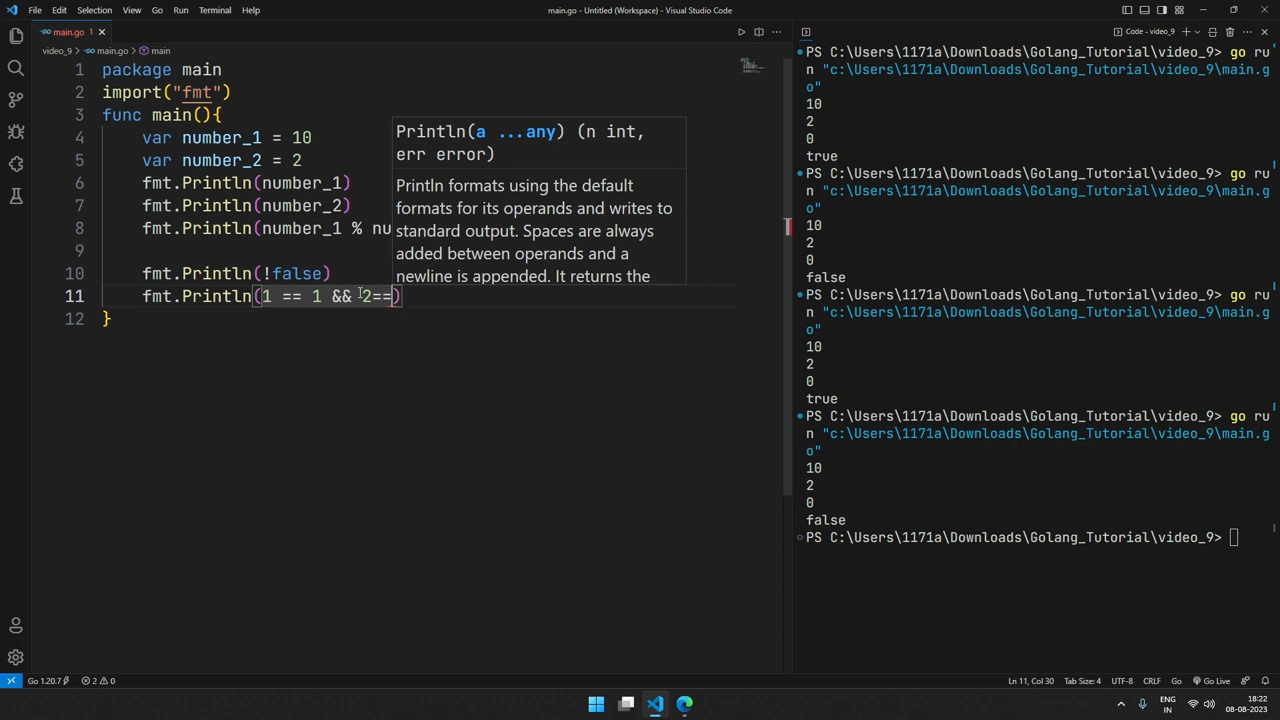 File Edit Selection View Go Run Terminal Help
main.go - Untitled (Workspace) - Visual Studio Code
main.go 1
video_9 > main.go > main
1 package main
2 import("fmt")
3 func main(){
4 var number_1 = 10
5 var number_2 = 2
6 fmt.Println(number_1)
7 fmt.Println(number_2)
8 fmt.Println(number_1 % nu
9
10 fmt.Println(!false)
11 fmt.Println(1 == 1 && 2==)
12 }
Println(a ...any) (n int,
err error)
Println formats using the default
formats for its operands and writes to
standard output. Spaces are always
added between operands and a
newline is appended. It returns the
Code - video_9
PS C:\Users\1171a\Downloads\Golang_Tutorial\video_9> go ru
n "c:\Users\1171a\Downloads\Golang_Tutorial\video_9\main.g
o"
10
2
0
true
PS C:\Users\1171a\Downloads\Golang_Tutorial\video_9> go ru
n "c:\Users\1171a\Downloads\Golang_Tutorial\video_9\main.g
o"
10
2
0
false
PS C:\Users\1171a\Downloads\Golang_Tutorial\video_9> go ru
n "c:\Users\1171a\Downloads\Golang_Tutorial\video_9\main.g
o"
10
2
0
true
PS C:\Users\1171a\Downloads\Golang_Tutorial\video_9> go ru
n "c:\Users\1171a\Downloads\Golang_Tutorial\video_9\main.g
o"
10
2
0
false
PS C:\Users\1171a\Downloads\Golang_Tutorial\video_9>
Go 1.20.7 2 0
Ln 11, Col 30 Tab Size: 4 UTF-8 CRLF Go Go Live
ENG
IN
18:22
08-08-2023